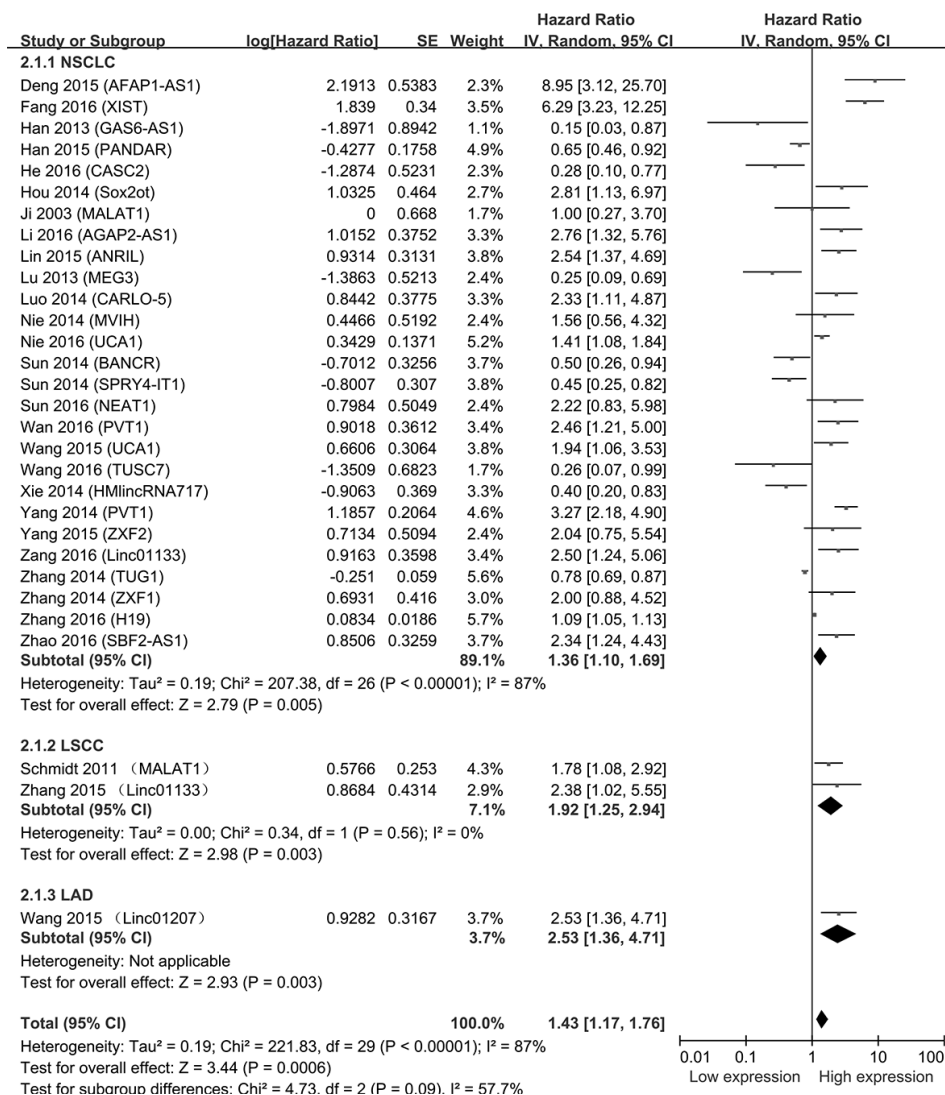 Hazard Ratio Hazard Ratio
Study or Subgroup log[Hazard Ratio] SE Weight IV, Random, 95% CI IV, Random, 95% CI
2.1.1 NSCLC
Deng 2015 (AFAP1-AS1) 2.1913 0.5383 2.3% 8.95 [3.12, 25.70]
Fang 2016 (XIST) 1.839 0.34 3.5% 6.29 [3.23, 12.25]
Han 2013 (GAS6-AS1) -1.8971 0.8942 1.1% 0.15 [0.03, 0.87]
Han 2015 (PANDAR) -0.4277 0.1758 4.9% 0.65 [0.46, 0.92]
He 2016 (CASC2) -1.2874 0.5231 2.3% 0.28 [0.10, 0.77]
Hou 2014 (Sox2ot) 1.0325 0.464 2.7% 2.81 [1.13, 6.97]
Ji 2003 (MALAT1) 0 0.668 1.7% 1.00 [0.27, 3.70]
Li 2016 (AGAP2-AS1) 1.0152 0.3752 3.3% 2.76 [1.32, 5.76]
Lin 2015 (ANRIL) 0.9314 0.3131 3.8% 2.54 [1.37, 4.69]
Lu 2013 (MEG3) -1.3863 0.5213 2.4% 0.25 [0.09, 0.69]
Luo 2014 (CARLO-5) 0.8442 0.3775 3.3% 2.33 [1.11, 4.87]
Nie 2014 (MVIH) 0.4466 0.5192 2.4% 1.56 [0.56, 4.32]
Nie 2016 (UCA1) 0.3429 0.1371 5.2% 1.41 [1.08, 1.84]
Sun 2014 (BANCR) -0.7012 0.3256 3.7% 0.50 [0.26, 0.94]
Sun 2014 (SPRY4-IT1) -0.8007 0.307 3.8% 0.45 [0.25, 0.82]
Sun 2016 (NEAT1) 0.7984 0.5049 2.4% 2.22 [0.83, 5.98]
Wan 2016 (PVT1) 0.9018 0.3612 3.4% 2.46 [1.21, 5.00]
Wang 2015 (UCA1) 0.6606 0.3064 3.8% 1.94 [1.06, 3.53]
Wang 2016 (TUSC7) -1.3509 0.6823 1.7% 0.26 [0.07, 0.99]
Xie 2014 (HMlincRNA717) -0.9063 0.369 3.3% 0.40 [0.20, 0.83]
Yang 2014 (PVT1) 1.1857 0.2064 4.6% 3.27 [2.18, 4.90]
Yang 2015 (ZXF2) 0.7134 0.5094 2.4% 2.04 [0.75, 5.54]
Zang 2016 (Linc01133) 0.9163 0.3598 3.4% 2.50 [1.24, 5.06]
Zhang 2014 (TUG1) -0.251 0.059 5.6% 0.78 [0.69, 0.87]
Zhang 2014 (ZXF1) 0.6931 0.416 3.0% 2.00 [0.88, 4.52]
Zhang 2016 (H19) 0.0834 0.0186 5.7% 1.09 [1.05, 1.13]
Zhao 2016 (SBF2-AS1) 0.8506 0.3259 3.7% 2.34 [1.24, 4.43]
Subtotal (95% CI) 89.1% 1.36 [1.10, 1.69]
Heterogeneity: Tau² = 0.19; Chi² = 207.38, df = 26 (P < 0.00001); I² = 87%
Test for overall effect: Z = 2.79 (P = 0.005)
2.1.2 LSCC
Schmidt 2011 （MALAT1） 0.5766 0.253 4.3% 1.78 [1.08, 2.92]
Zhang 2015 （Linc01133） 0.8684 0.4314 2.9% 2.38 [1.02, 5.55]
Subtotal (95% CI) 7.1% 1.92 [1.25, 2.94]
Heterogeneity: Tau² = 0.00; Chi² = 0.34, df = 1 (P = 0.56); I² = 0%
Test for overall effect: Z = 2.98 (P = 0.003)
2.1.3 LAD
Wang 2015 （Linc01207） 0.9282 0.3167 3.7% 2.53 [1.36, 4.71]
Subtotal (95% CI) 3.7% 2.53 [1.36, 4.71]
Heterogeneity: Not applicable
Test for overall effect: Z = 2.93 (P = 0.003)
Total (95% CI) 100.0% 1.43 [1.17, 1.76]
Heterogeneity: Tau² = 0.19; Chi² = 221.83, df = 29 (P < 0.00001); I² = 87%
0.01 0.1 1 10 100
Test for overall effect: Z = 3.44 (P = 0.0006)
Low expression High expression
Test for subgroup differences: Chi² = 4.73, df = 2 (P = 0.09), I² = 57.7%